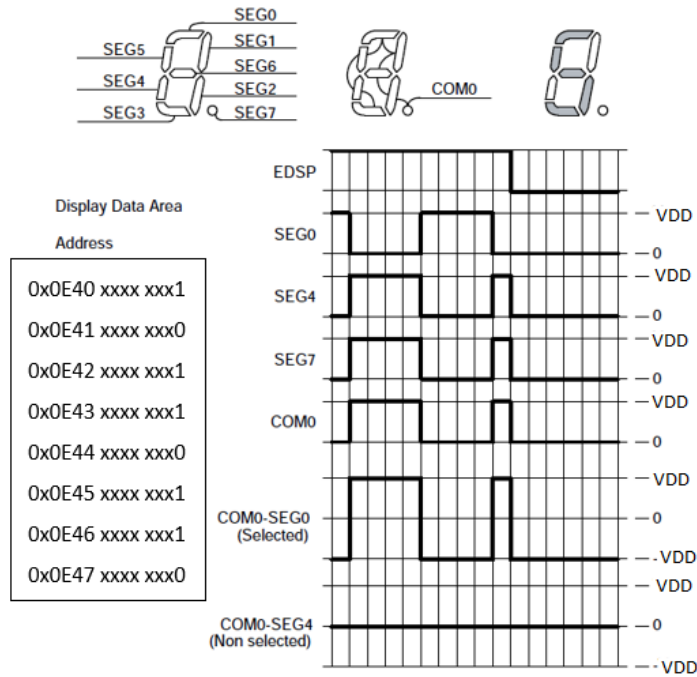 SEG0
SEG5
SEG1
SEG6
SEG4
SEG2
SEG3
SEG7
COM0
EDSP
Display Data Area
Address
0x0E40 xxxx xxx1
0x0E41 xxxx xxx0
0x0E42 xxxx xxx1
0x0E43 xxxx xxx1
0x0E44 xxxx xxx0
0x0E45 xxxx xxx1
0x0E46 xxxx xxx1
0x0E47 xxxx xxx0
SEG0
VDD
0
SEG4
VDD
0
SEG7
VDD
0
COM0
VDD
0
COM0-SEG0
(Selected)
VDD
0
- VDD
COM0-SEG4
(Non selected)
VDD
0
- VDD